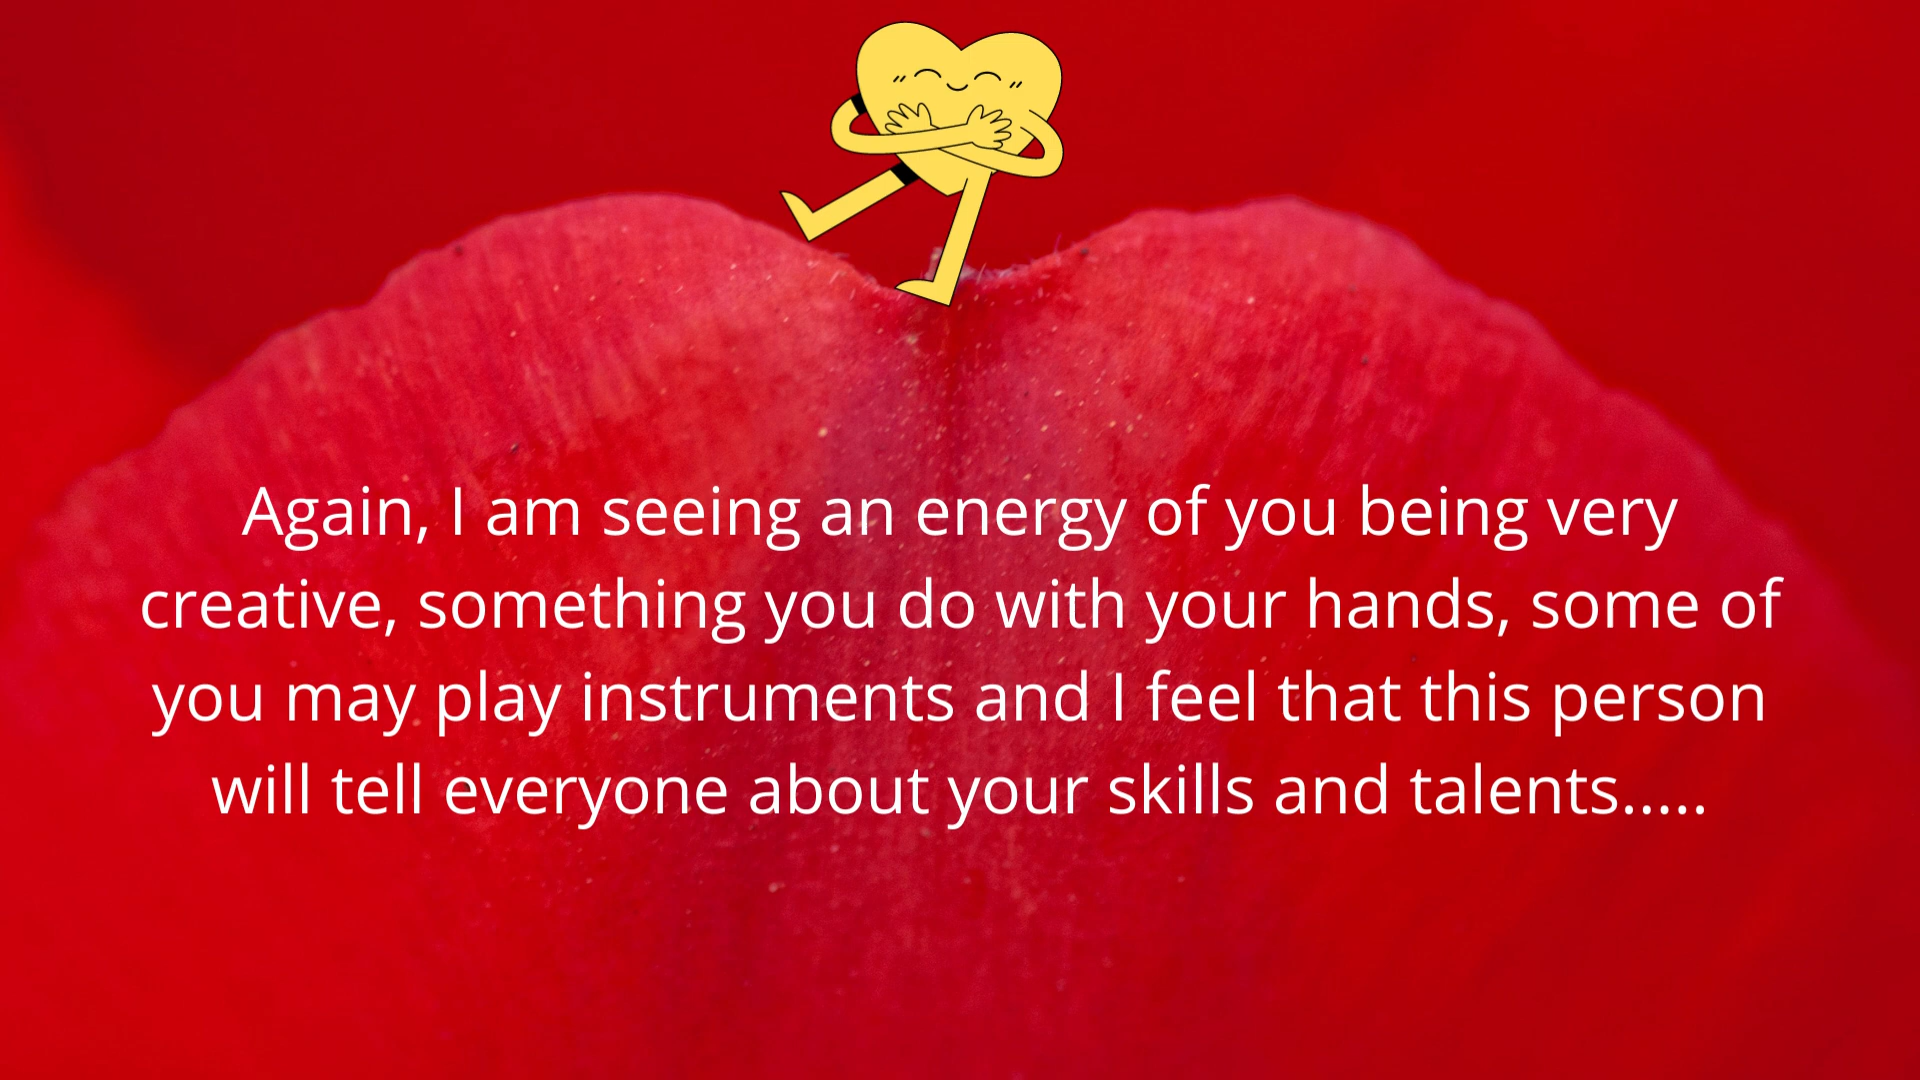 Again, I am seeing an energy of you being very
creative, something you do with your hands, some of
you may play instruments and I feel that this person
will tell everyone about your skills and talents.....